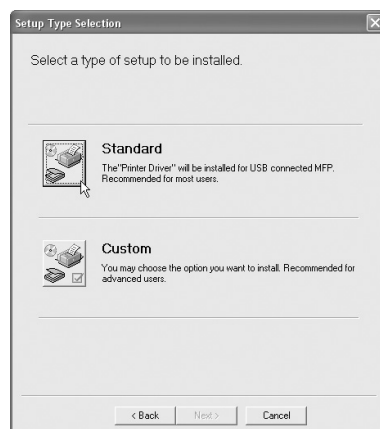 Setup Type Selection
Select a type of setup to be installed.
Standard
The"Printer Driver" will be installed for USB connected MFP.
Recommended for most users.
Custom
You may choose the option you want to install. Recommended for
advanced users.
< Back Next > Cancel